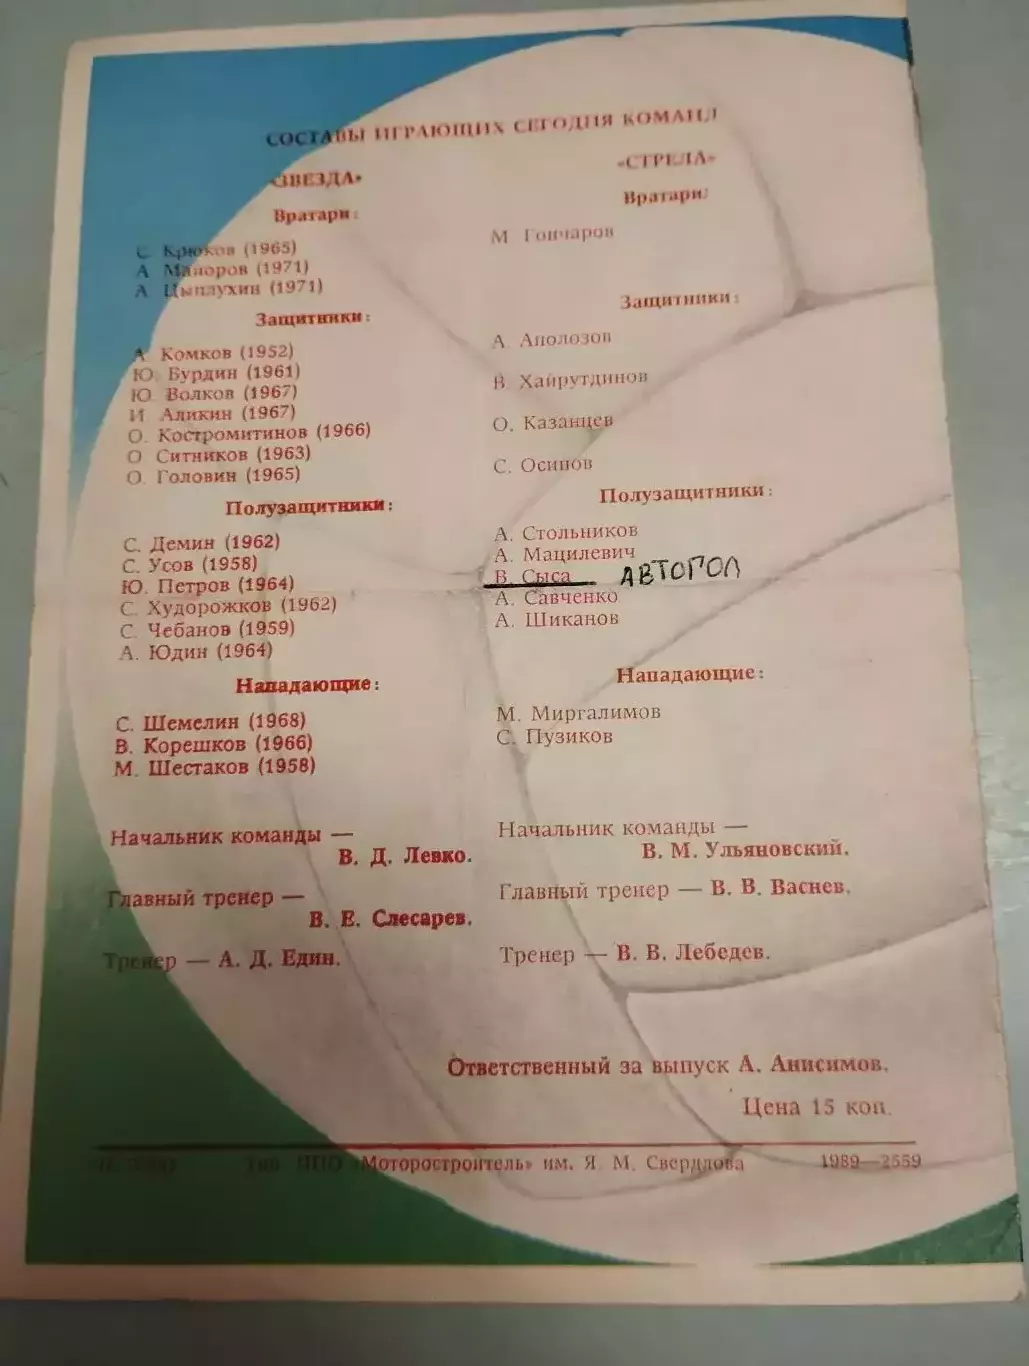 СОСТАВЫ ИГРАЮЩИХ СЕГОДНЯ КОМАНД
«ЗВЕЗДА»
Вратари:
С. Крюков (1965)
А. Майоров (1971)
А. Цыплухин (1971)
Защитники:
А. Комков (1952)
Ю. Бурдин (1961)
Ю. Волков (1967)
И. Аликин (1967)
О. Костромитинов (1966)
О. Ситников (1963)
О. Головин (1965)
Полузащитники:
С. Демин (1962)
С. Усов (1958)
Ю. Петров (1964)
С. Худорожков (1962)
С. Чебанов (1959)
А. Юдин (1964)
Нападающие:
С. Шемелин (1968)
В. Корешков (1966)
М. Шестаков (1958)
Начальник команды —
В. Д. Левко.
Главный тренер —
В. Е. Слесарев.
Тренер — А. Д. Един.
«СТРЕЛА»
Вратари:
М. Гончаров
Защитники:
А. Аполозов
В. Хайрутдинов
О. Казанцев
С. Осипов
Полузащитники:
А. Стольников
А. Мацилевич
В. Сыса АВТОГОЛ
А. Савченко
А. Шиканов
Нападающие:
М. Миргалимов
С. Пузиков
Начальник команды —
В. М. Ульяновский.
Главный тренер — В. В. Васнев.
Тренер — В. В. Лебедев.
Ответственный за выпуск А. Анисимов.
Цена 15 коп.
Тип. НПО «Моторостроитель» им. Я. М. Свердлова 1989—2559